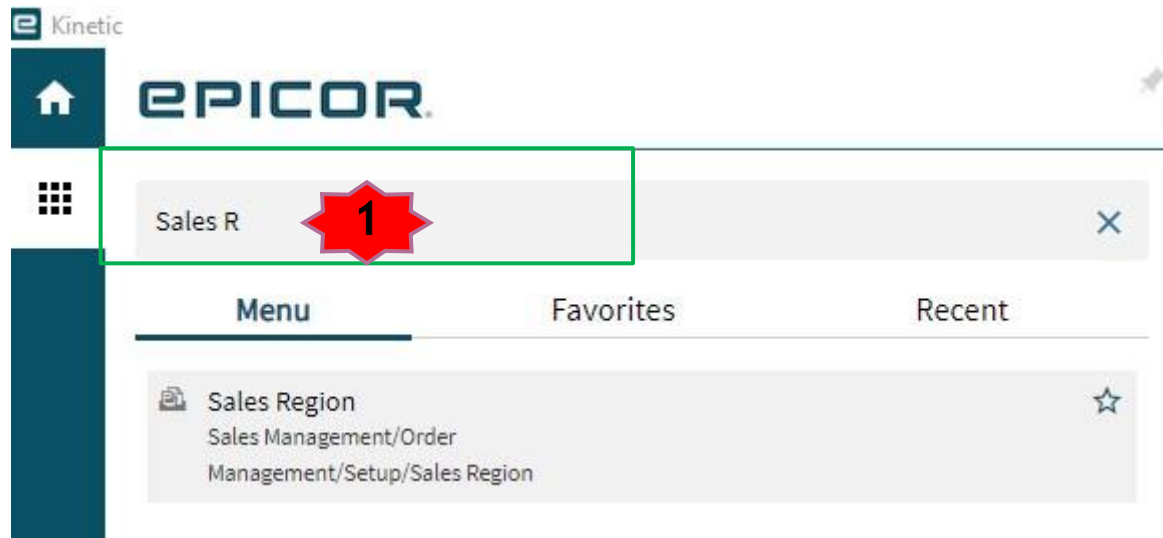 Kinetic
EPICOR.
Sales R
1
Menu Favorites Recent
Sales Region
Sales Management/Order
Management/Setup/Sales Region